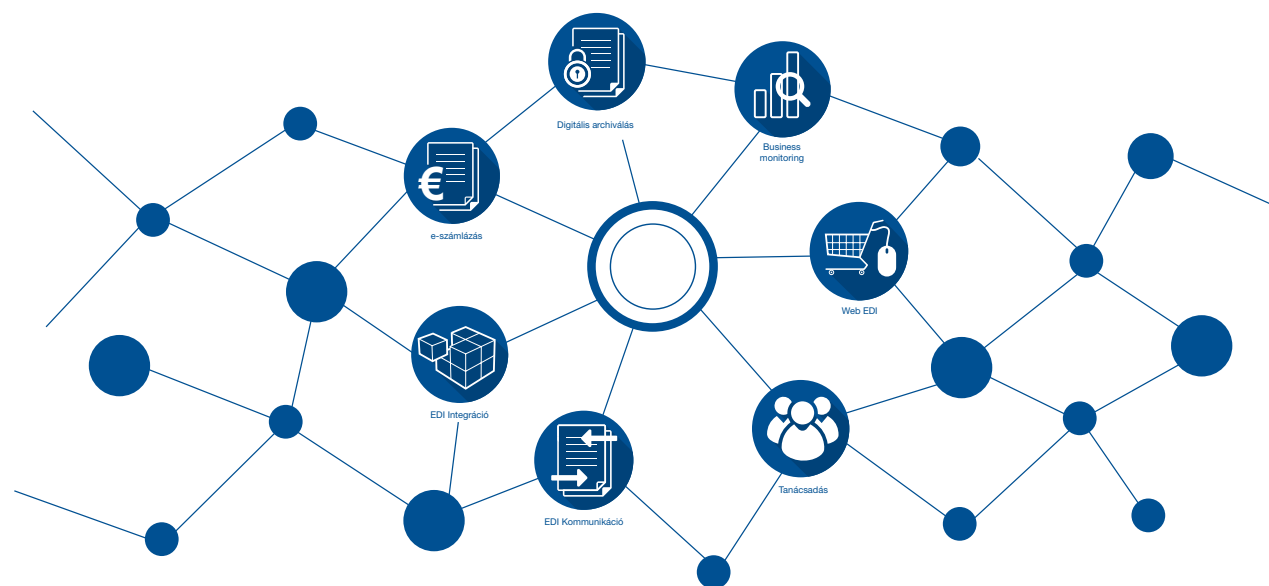 Digitális archiválás
Business
monitoring
e-számlázás
Web EDI
EDI Integráció
Tanácsadás
EDI Kommunikáció